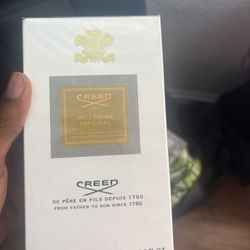 CREED
MILLESIME
IMPERIAL
CREED
DE PÈRE EN FILS DEPUIS 1760
FROM FATHER TO SON SINCE 1760